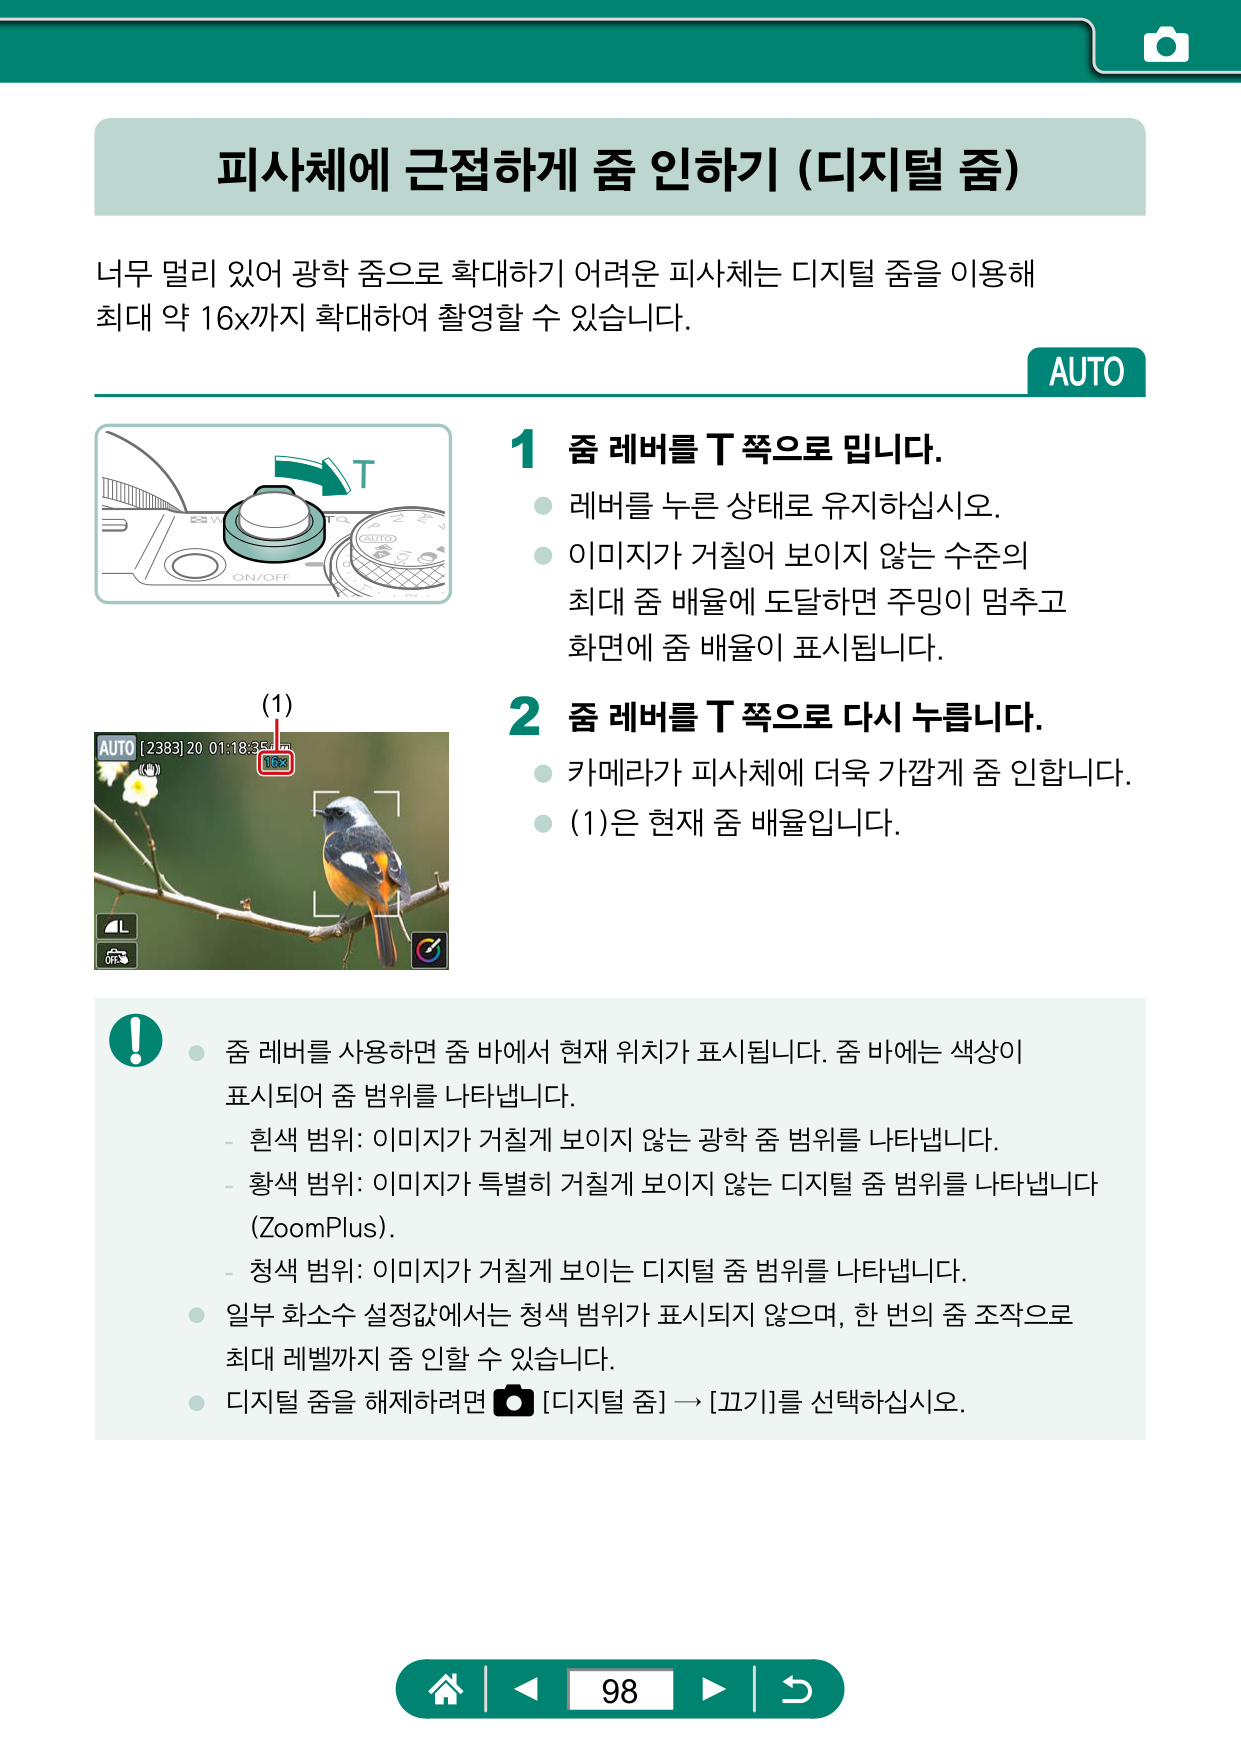 피사체에 근접하게 줌 인하기 (디지털 줌)
너무 멀리 있어 광학 줌으로 확대하기 어려운 피사체는 디지털 줌을 이용해
최대 약 16x까지 확대하여 촬영할 수 있습니다.
AUTO
T
W
T
AUTO
ON/OFF
1 줌 레버를 T 쪽으로 밉니다.
● 레버를 누른 상태로 유지하십시오.
● 이미지가 거칠어 보이지 않는 수준의
최대 줌 배율에 도달하면 주밍이 멈추고
화면에 줌 배율이 표시됩니다.
(1)
AUTO [2383] 20 01:18:35
16x
L
OFF
2 줌 레버를 T 쪽으로 다시 누릅니다.
● 카메라가 피사체에 더욱 가깝게 줌 인합니다.
● (1)은 현재 줌 배율입니다.
● 줌 레버를 사용하면 줌 바에서 현재 위치가 표시됩니다. 줌 바에는 색상이
표시되어 줌 범위를 나타냅니다.
- 흰색 범위: 이미지가 거칠게 보이지 않는 광학 줌 범위를 나타냅니다.
- 황색 범위: 이미지가 특별히 거칠게 보이지 않는 디지털 줌 범위를 나타냅니다
(ZoomPlus).
- 청색 범위: 이미지가 거칠게 보이는 디지털 줌 범위를 나타냅니다.
● 일부 화소수 설정값에서는 청색 범위가 표시되지 않으며, 한 번의 줌 조작으로
최대 레벨까지 줌 인할 수 있습니다.
● 디지털 줌을 해제하려면 [디지털 줌] → [끄기]를 선택하십시오.
98